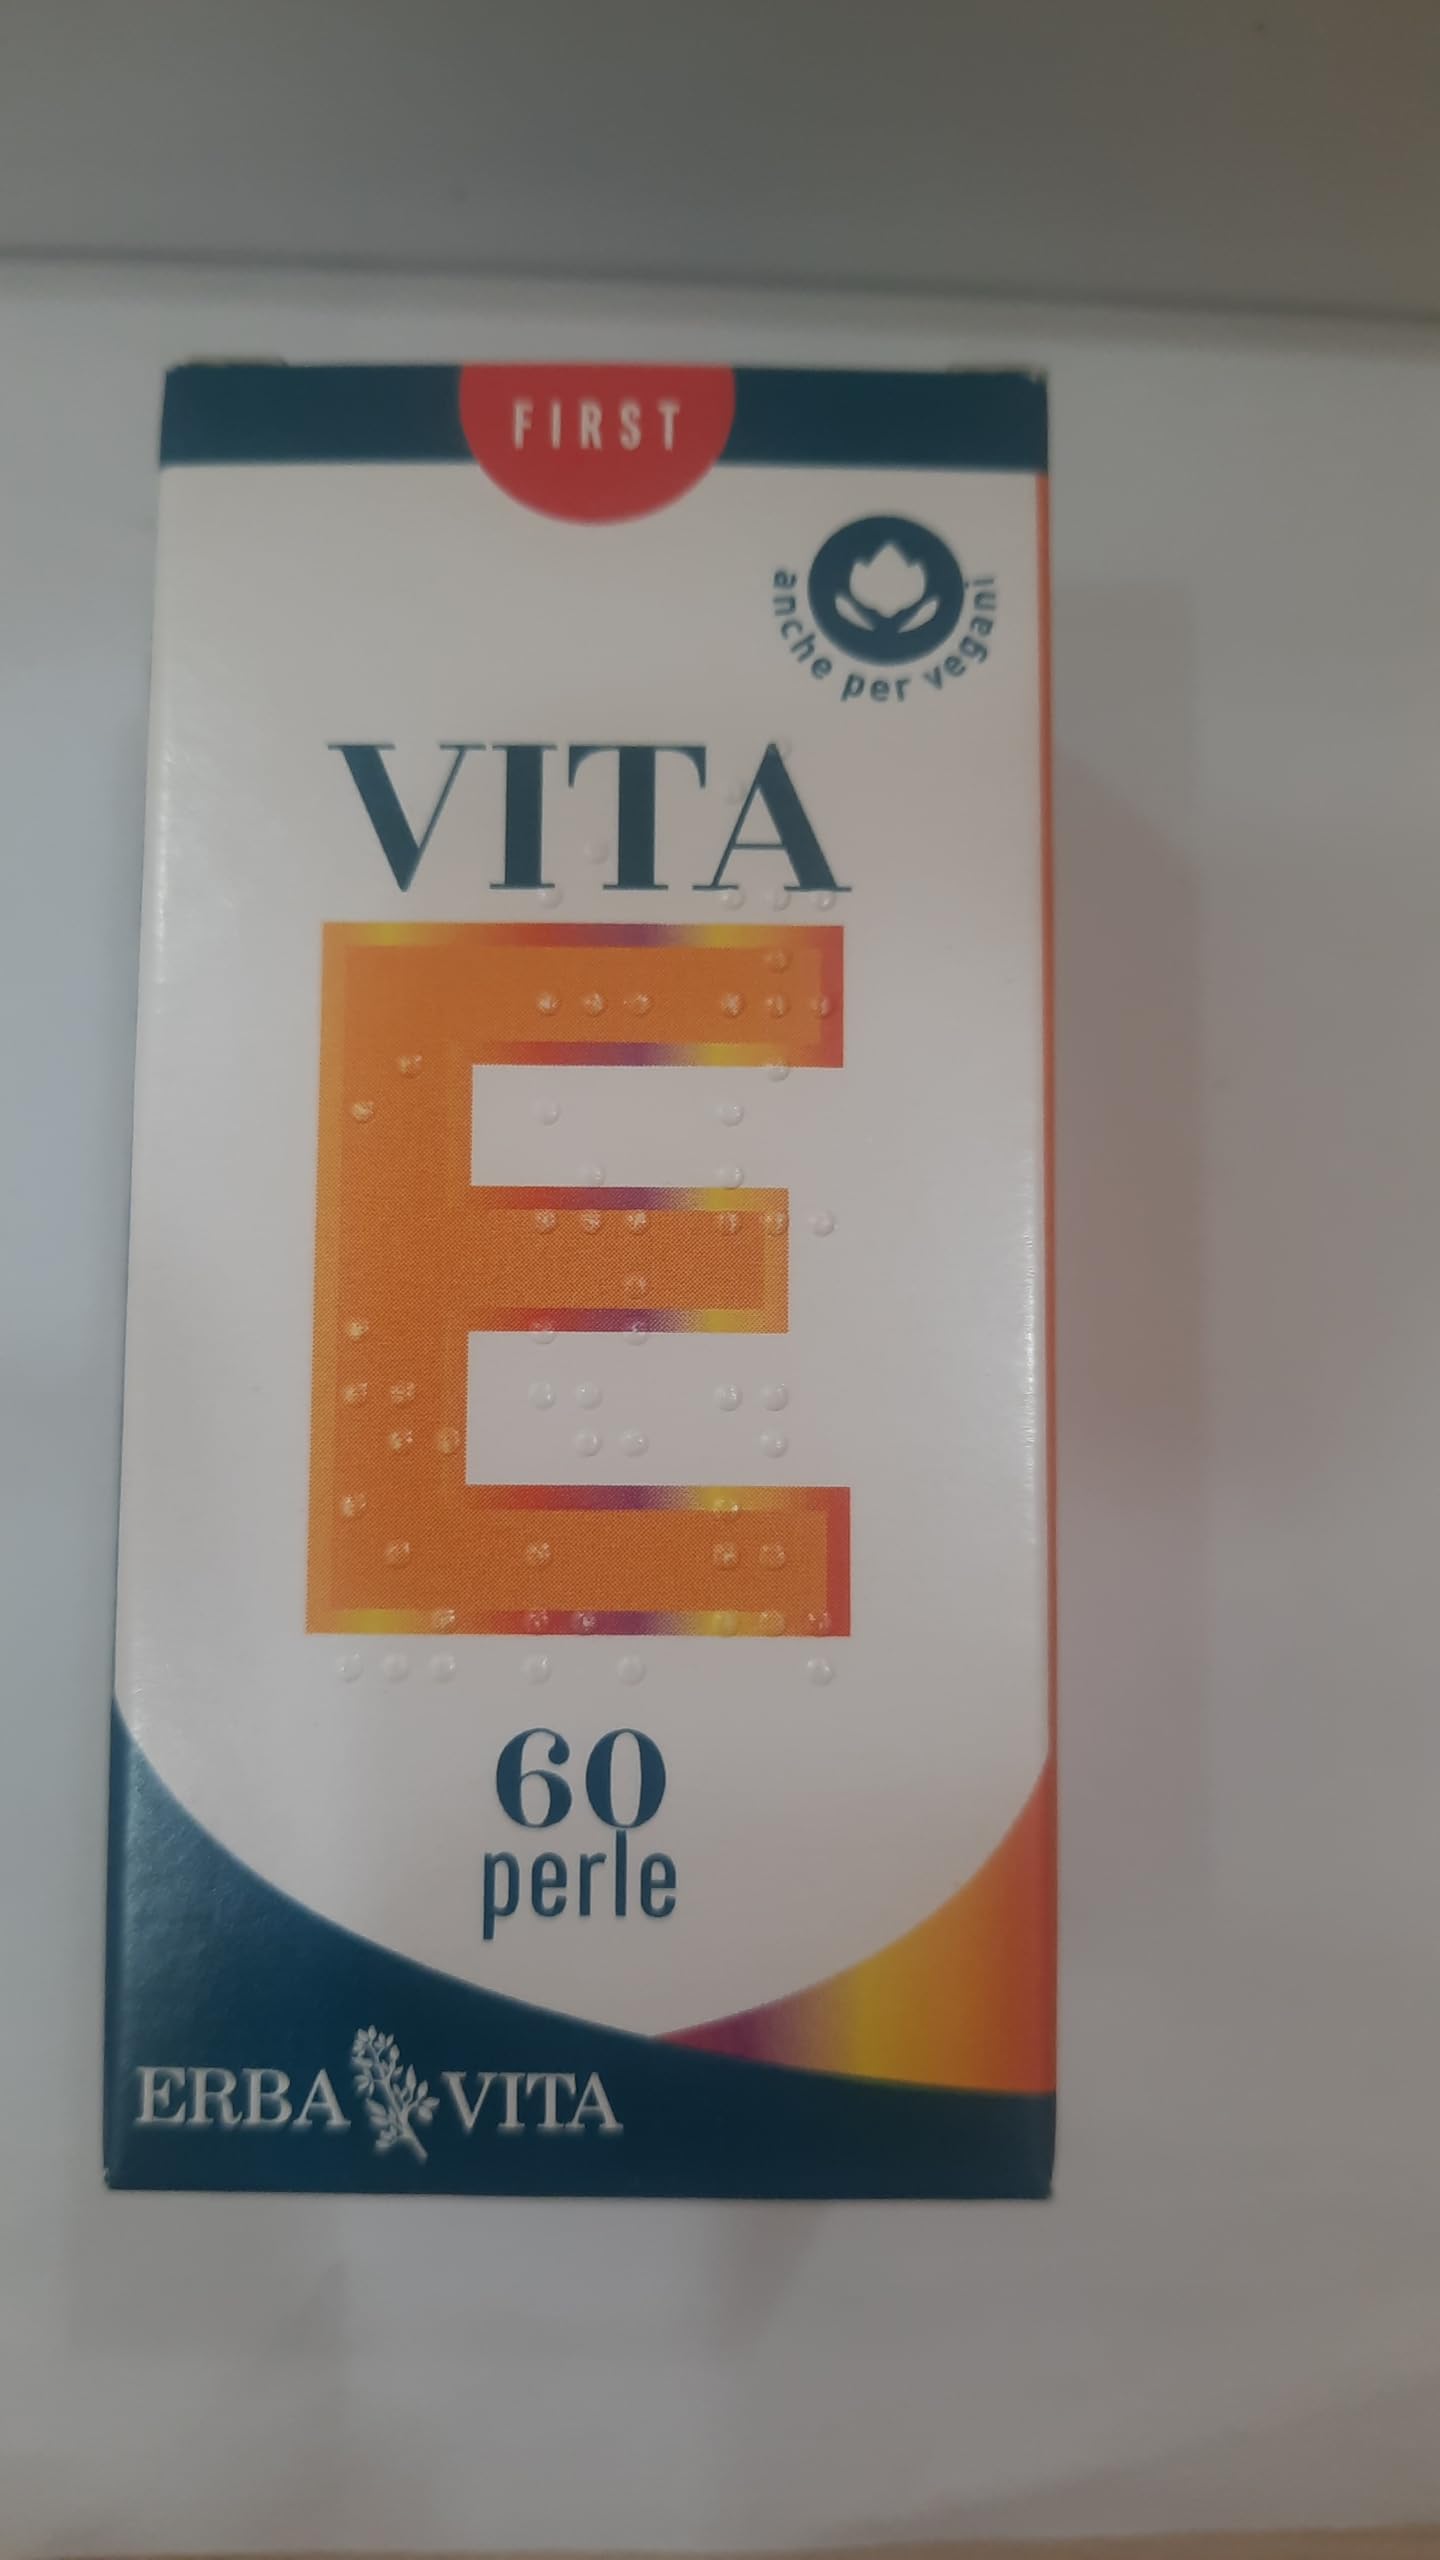 FIRST
anche per vegani
VITA
E
60
perle
ERBA VITA